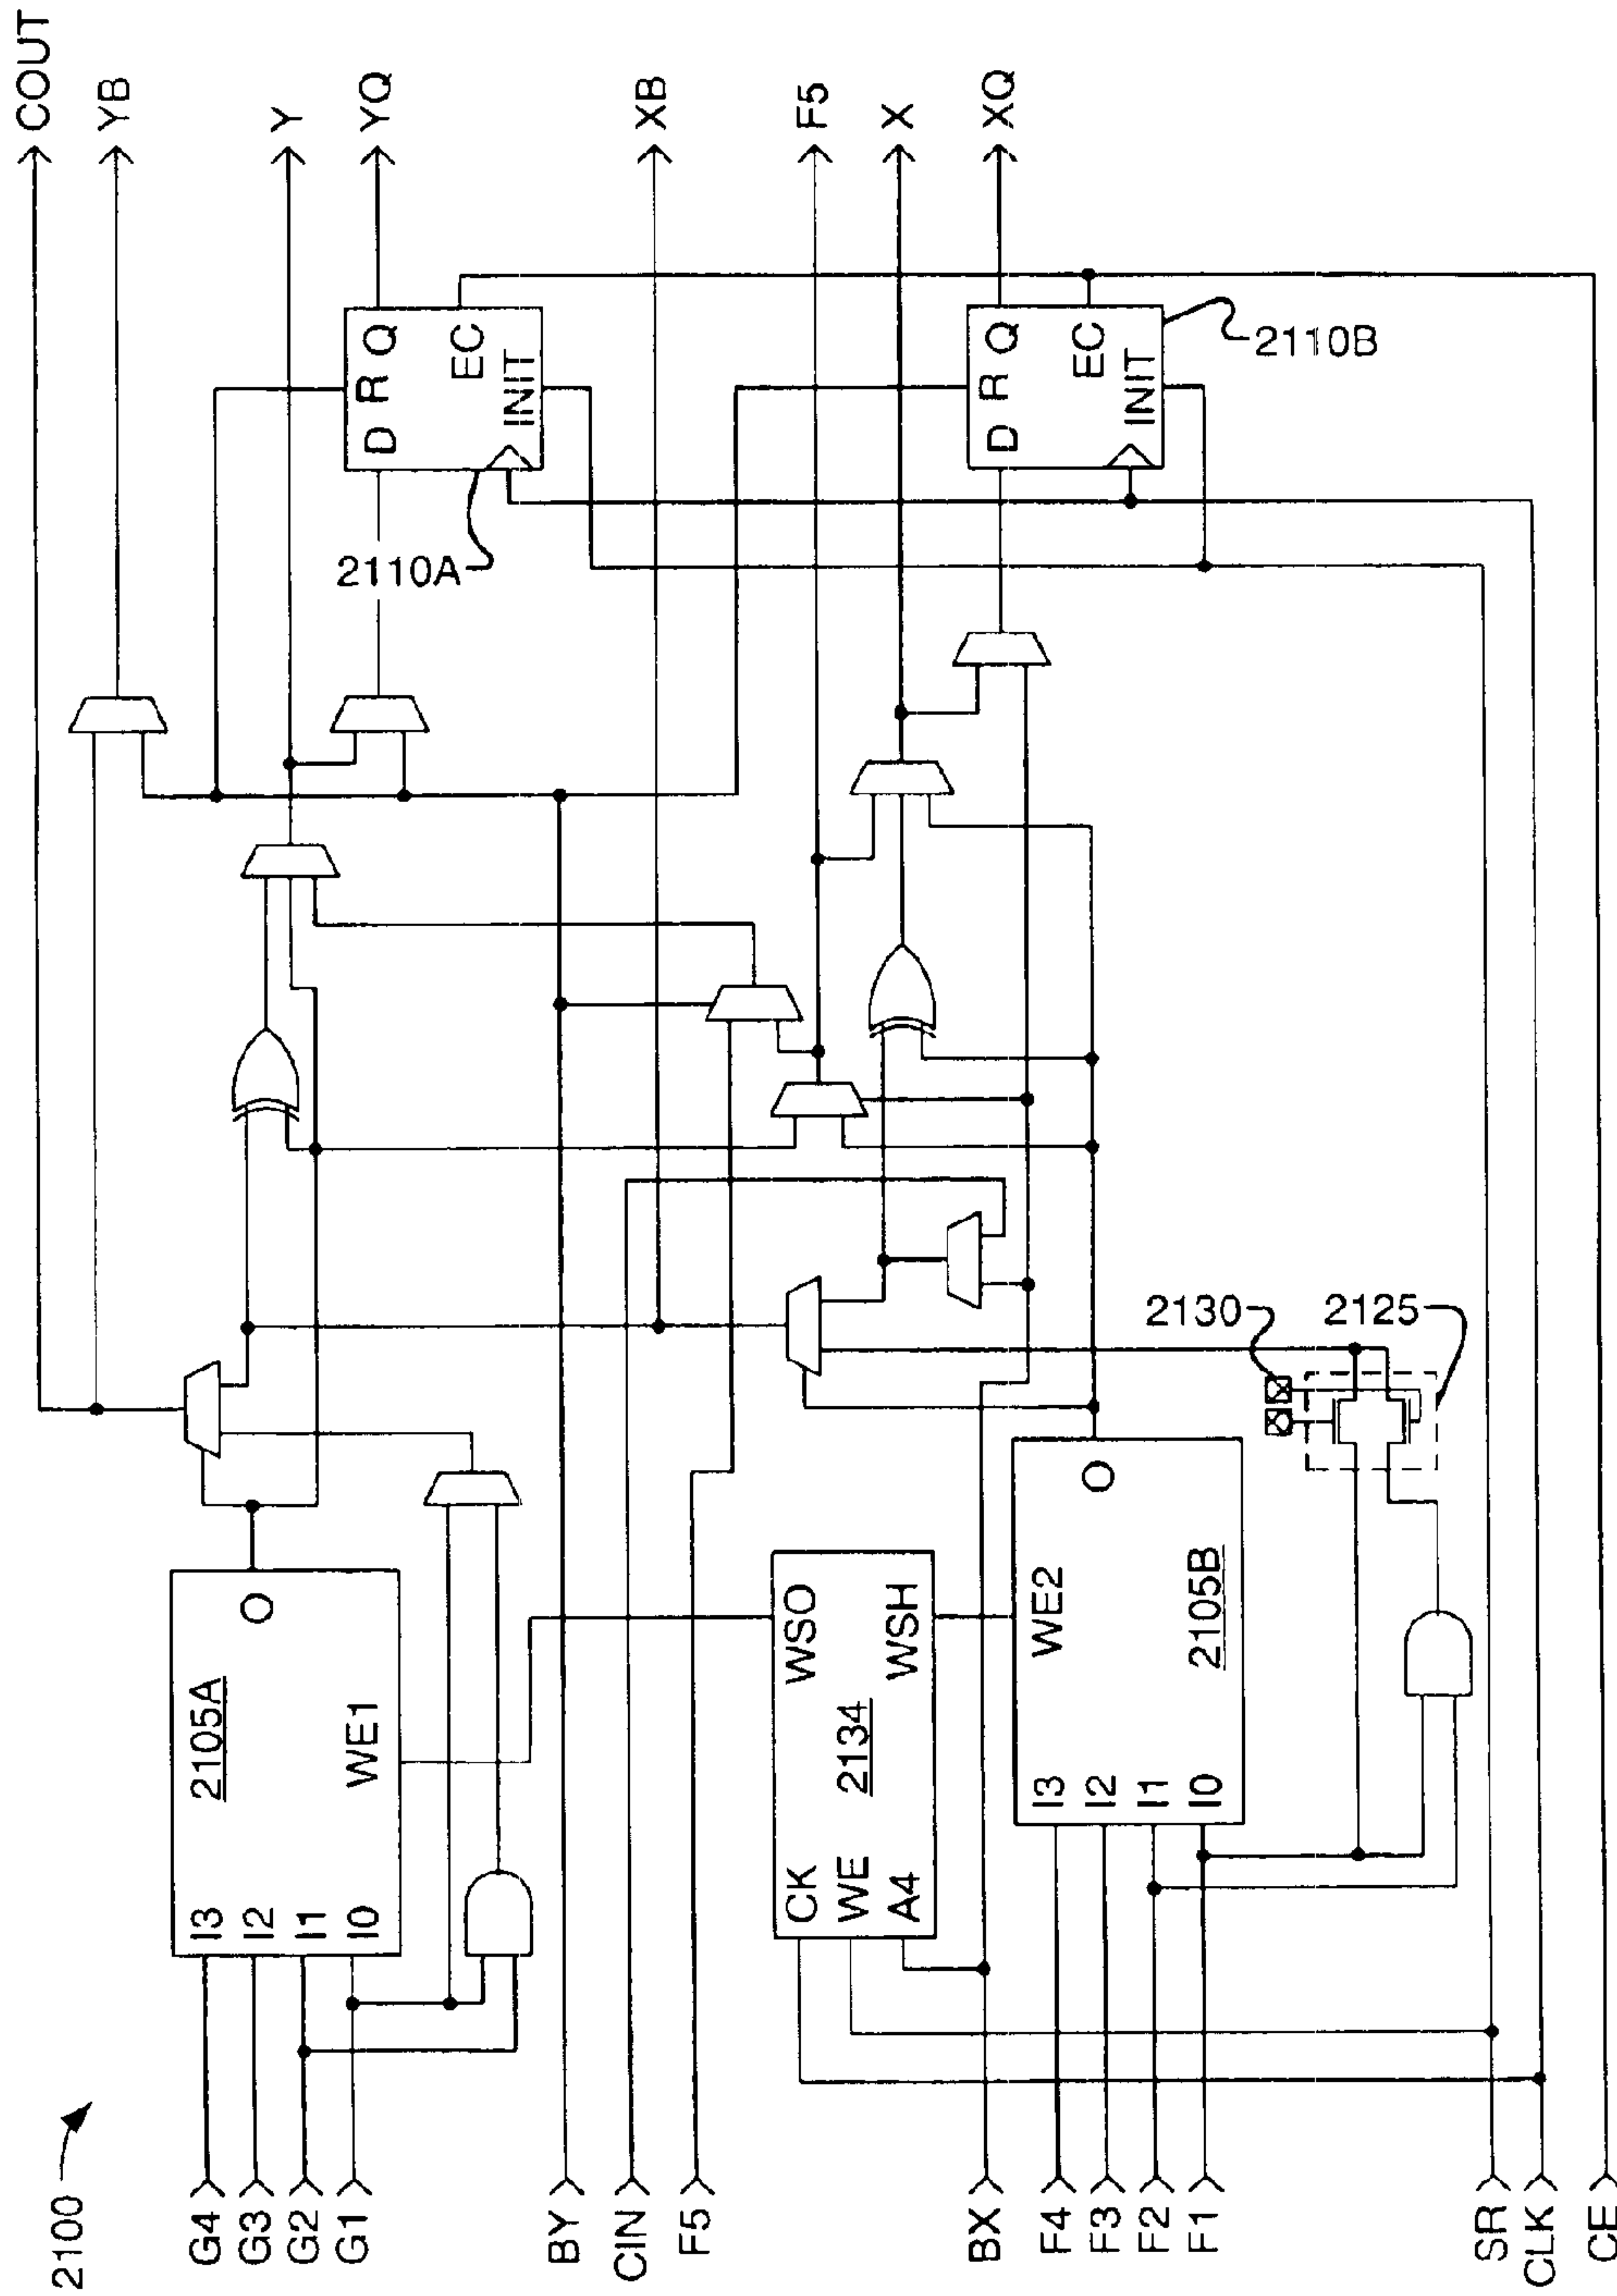 2100
G4
G3
G2
G1
BY
CIN
F5
BX
F4
F3
F2
F1
SR
CLK
CE
I3
I2
I1
I0
2105A
WE1
O
CK
WE
A4
2134
WSO
WSH
I3
I2
I1
I0
WE2
2105B
O
2130
2125
2110A
D R Q
EC
INIT
D R Q
EC
INIT
2110B
COUT
YB
Y
YQ
XB
F5
X
XQ